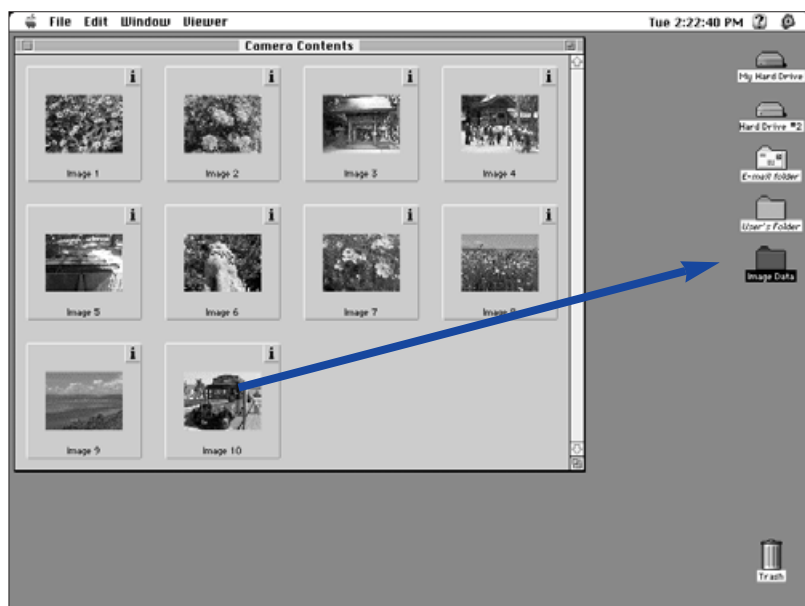 File Edit Window Viewer Tue 2:22:40 PM
Camera Contents
Image 1 Image 2 Image 3 Image 4
Image 5 Image 6 Image 7 Image 8
Image 9 Image 10
My Hard Drive
Hard Drive #2
E-mail folder
User's Folder
Image Data
Trash